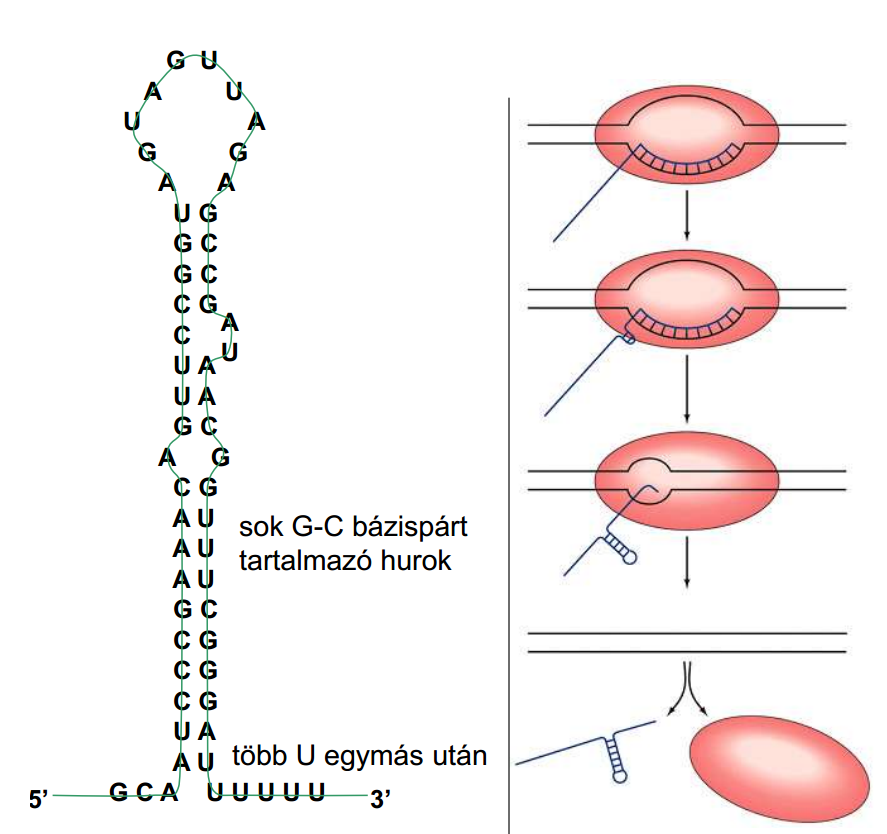 G U
A U
U A
G G
A A
U G
G C
G C
C G
A
C
U
U A
U A
G C
A G
C G
A U
A U
A U
G C
C G
C G
C G
U A
A U
sok G-C bázispárt
tartalmazó hurok
több U egymás után
5’ G C A U U U U U 3’